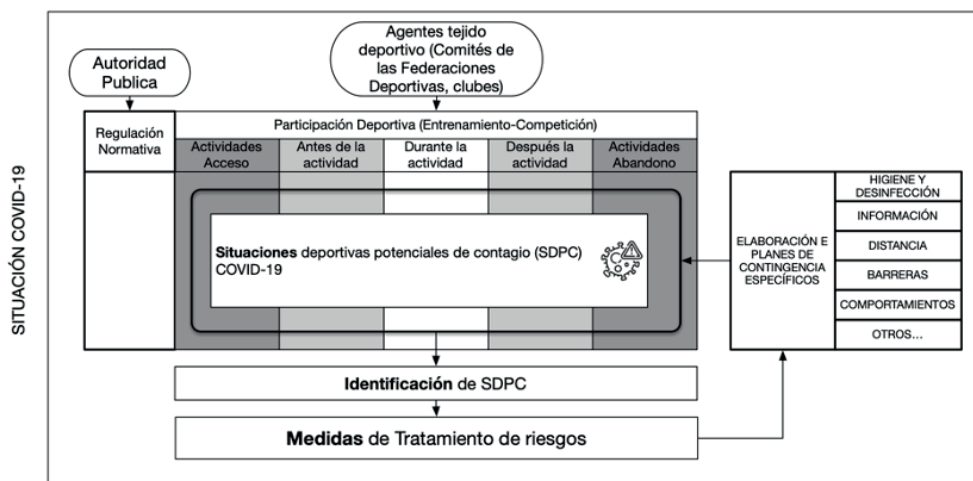 Agentes tejido
deportivo (Comités de
las Federaciones
Deportivas, clubes)
Autoridad
Publica
Regulación
Normativa
Participación Deportiva (Entrenamiento-Competición)
Actividades
Acceso
Antes de la
actividad
Durante la
actividad
Después la
actividad
Actividades
Abandono
SITUACIÓN COVID-19
Situaciones deportivas potenciales de contagio (SDPC)
COVID-19
ELABORACIÓN E
PLANES DE
CONTINGENCIA
ESPECÍFICOS
HIGIENE Y
DESINFECCIÓN
INFORMACIÓN
DISTANCIA
BARRERAS
COMPORTAMIENTOS
OTROS...
Identificación de SDPC
Medidas de Tratamiento de riesgos